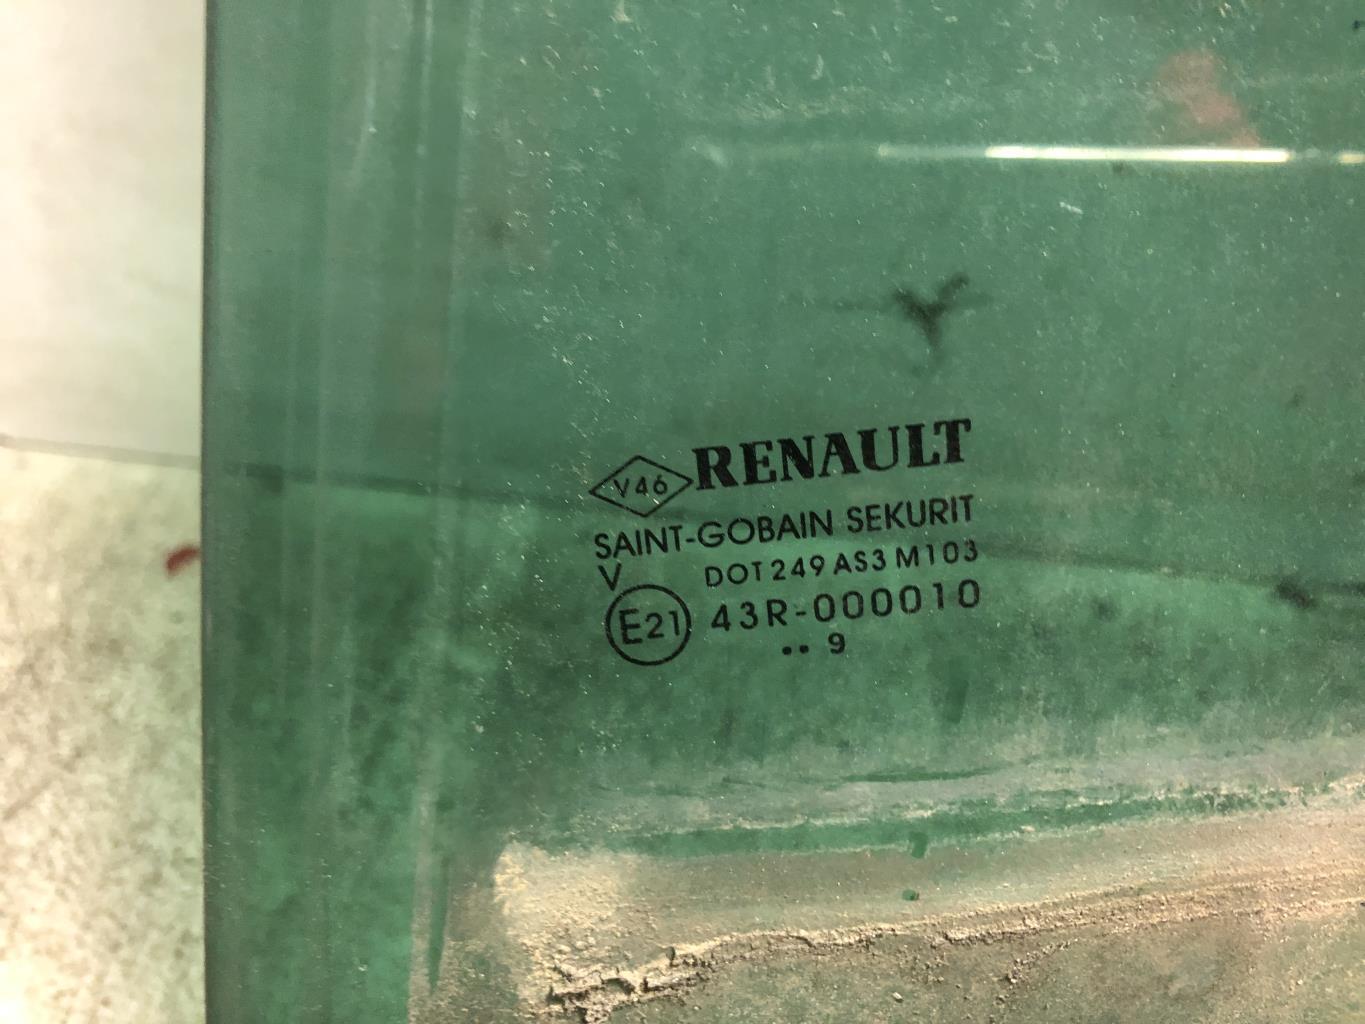 V46 RENAULT
SAINT-GOBAIN SEKURIT
V DOT 249 AS3 M103
E21 43R-000010
•• 9